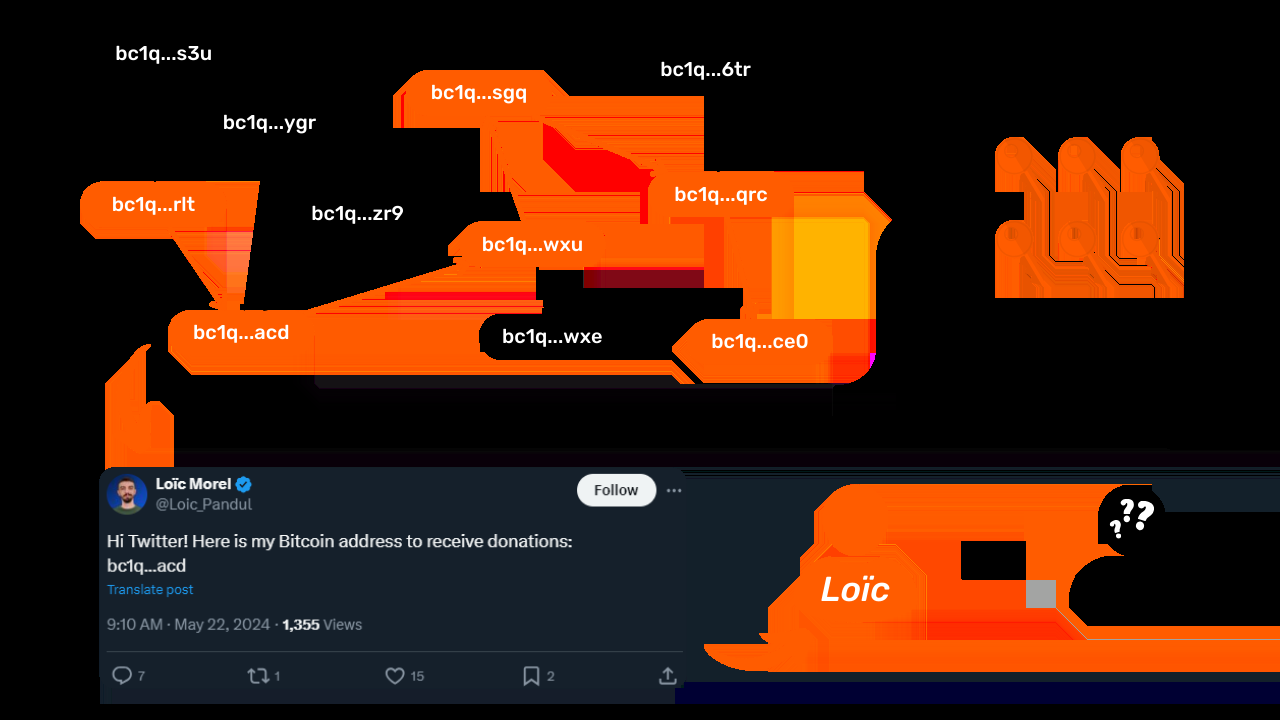 bc1q...s3u
bc1q...6tr
bc1q...sgq
bc1q...ygr
bc1q...qrc
bc1q...rlt
bc1q...zr9
bc1q...wxu
bc1q...acd
bc1q...wxe
bc1q...ce0
Loïc Morel
@Loic_Pandul
Follow
Hi Twitter! Here is my Bitcoin address to receive donations:
bc1q...acd
Translate post
9:10 AM · May 22, 2024 · 1,355 Views
7 1 15 2
???
Loïc